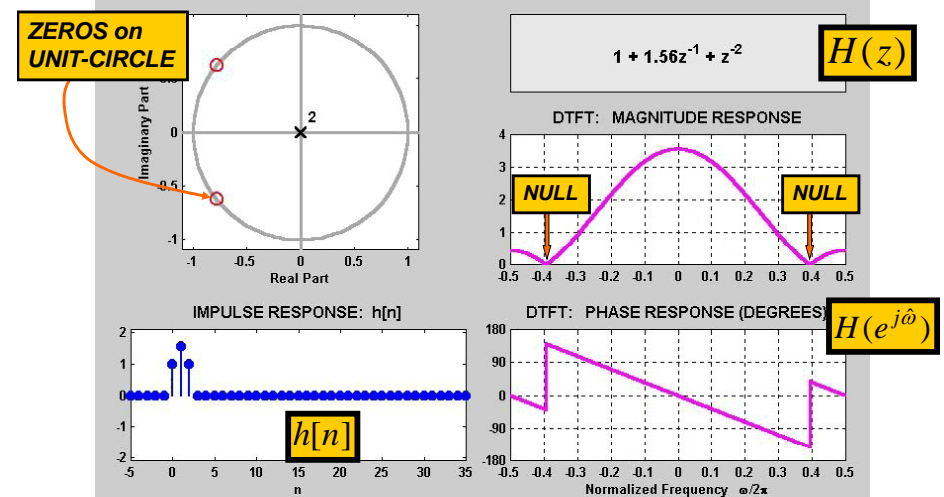 ZEROS on
UNIT-CIRCLE
Imaginary Part
0
-0.5
-1
2
-1
-0.5
0
0.5
1
Real Part
1 + 1.56z⁻¹ + z⁻²
H(z)
DTFT: MAGNITUDE RESPONSE
4
3
2
1
0
NULL
NULL
-0.5 -0.4 -0.3 -0.2 -0.1 0 0.1 0.2 0.3 0.4 0.5
IMPULSE RESPONSE: h[n]
2
1
0
-1
-2
h[n]
-5 0 5 10 15 20 25 30 35
n
DTFT: PHASE RESPONSE (DEGREES)
H(e^{jω̂})
180
90
0
-90
-180
-0.5 -0.4 -0.3 -0.2 -0.1 0 0.1 0.2 0.3 0.4 0.5
Normalized Frequency ω/2π